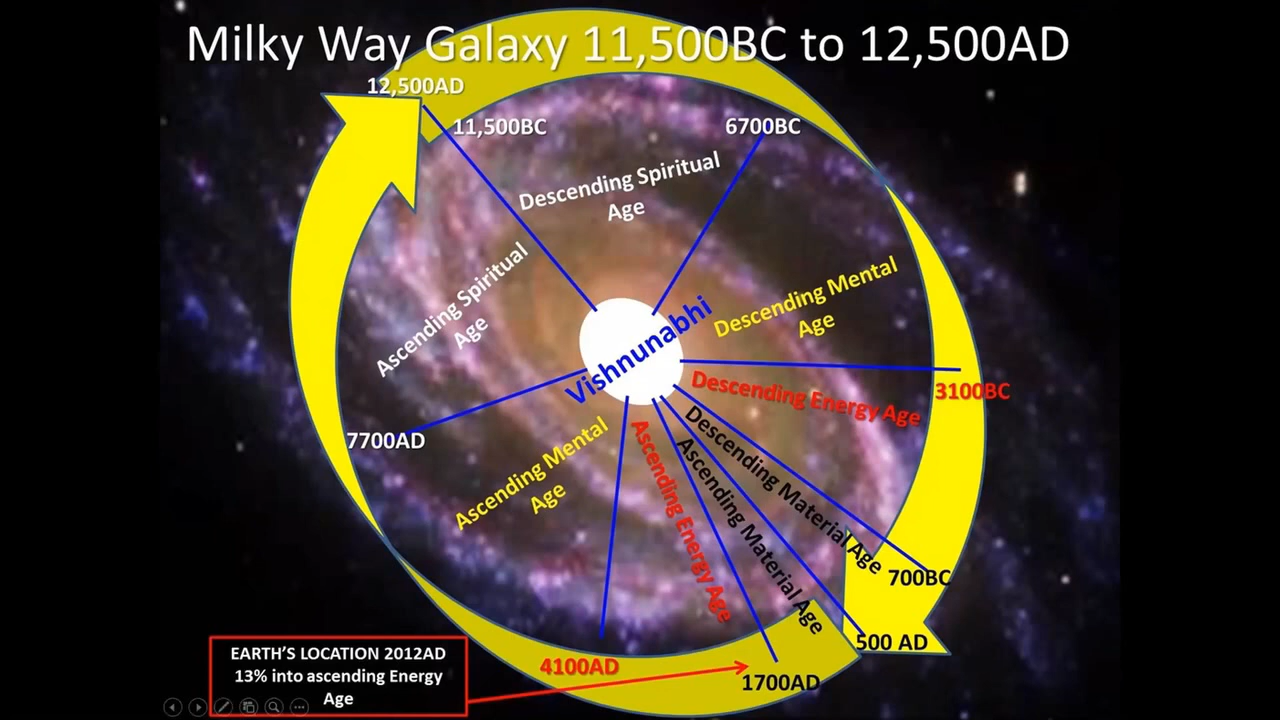 Milky Way Galaxy 11,500BC to 12,500AD
12,500AD
11,500BC
6700BC
Descending Spiritual
Age
Ascending Spiritual
Age
Descending Mental
Age
Vishnunabhi
Descending Energy Age
3100BC
7700AD
Ascending Mental
Age
Ascending Energy Age
Ascending Material Age
Descending Material Age
700BC
500 AD
4100AD
1700AD
EARTH'S LOCATION 2012AD
13% into ascending Energy
Age